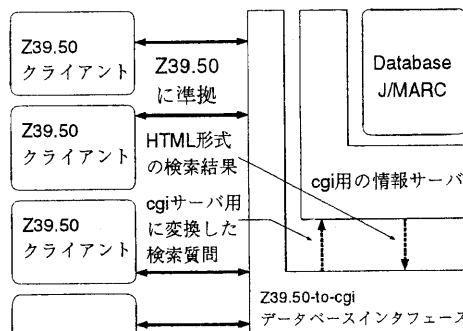 Z39.50
クライアント
Z39.50
に準拠
Database
J/MARC
Z39.50
クライアント
HTML形式
の検索結果
cgi用の情報サーバ
Z39.50
クライアント
cgiサーバ用
に変換した
検索質問
Z39.50-to-cgi
データベースインタフェース